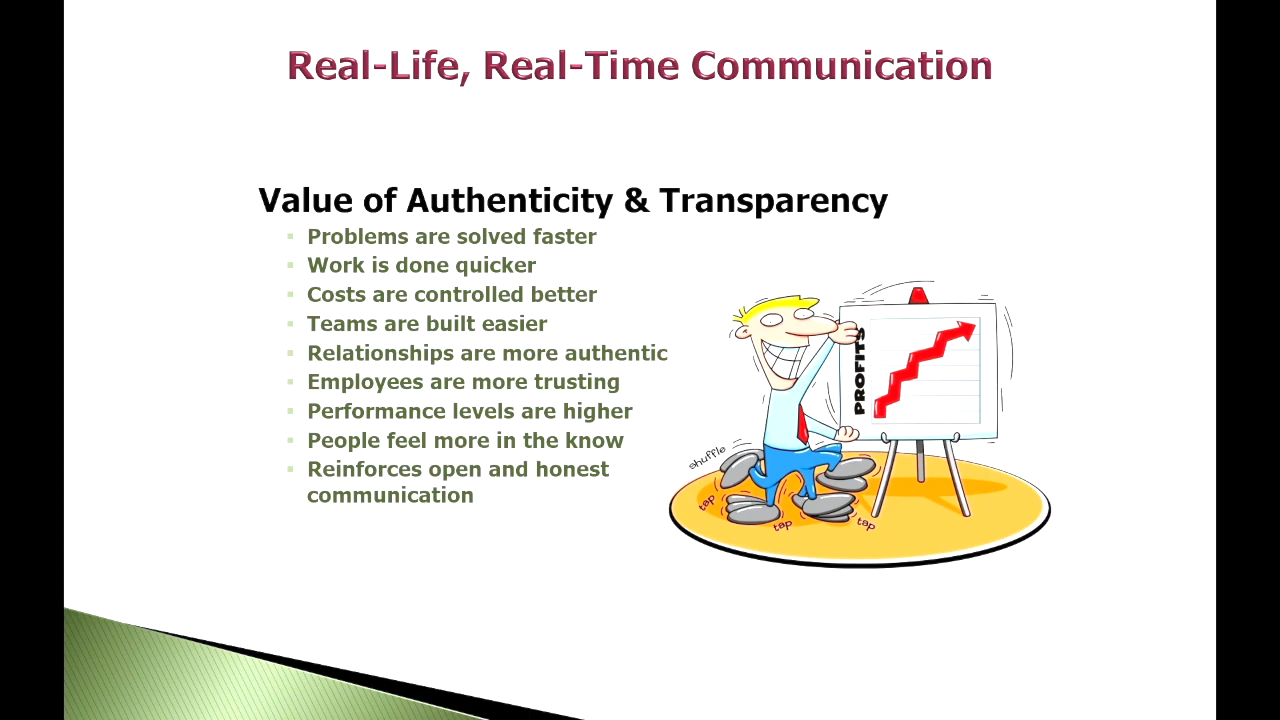 Real-Life, Real-Time Communication
Value of Authenticity & Transparency
Problems are solved faster
Work is done quicker
Costs are controlled better
Teams are built easier
Relationships are more authentic
Employees are more trusting
Performance levels are higher
People feel more in the know
Reinforces open and honest
communication
PROFITS
shuffle
tap
tap
tap